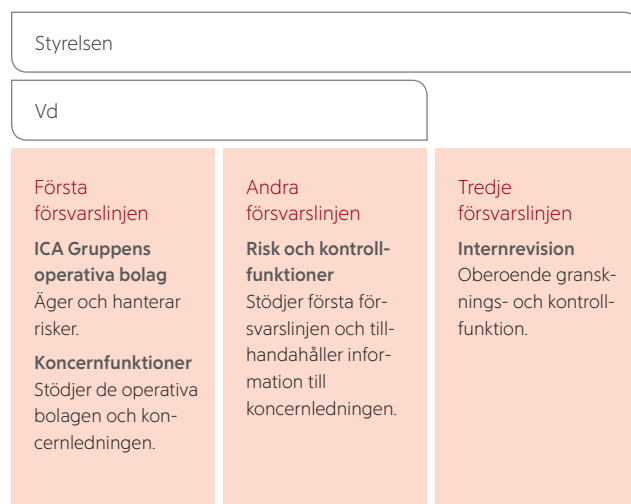 Styrelsen
Vd
Första
försvarslinjen
ICA Gruppens
operativa bolag
Äger och hanterar
risker.
Koncernfunktioner
Stödjer de operativa
bolagen och kon-
cernledningen.
Andra
försvarslinjen
Risk och kontroll-
funktioner
Stödjer första för-
svarslinjen och till-
handahåller infor-
mation till
koncernledningen.
Tredje
försvarslinjen
Internrevision
Oberoende gransk-
nings- och kontroll-
funktion.